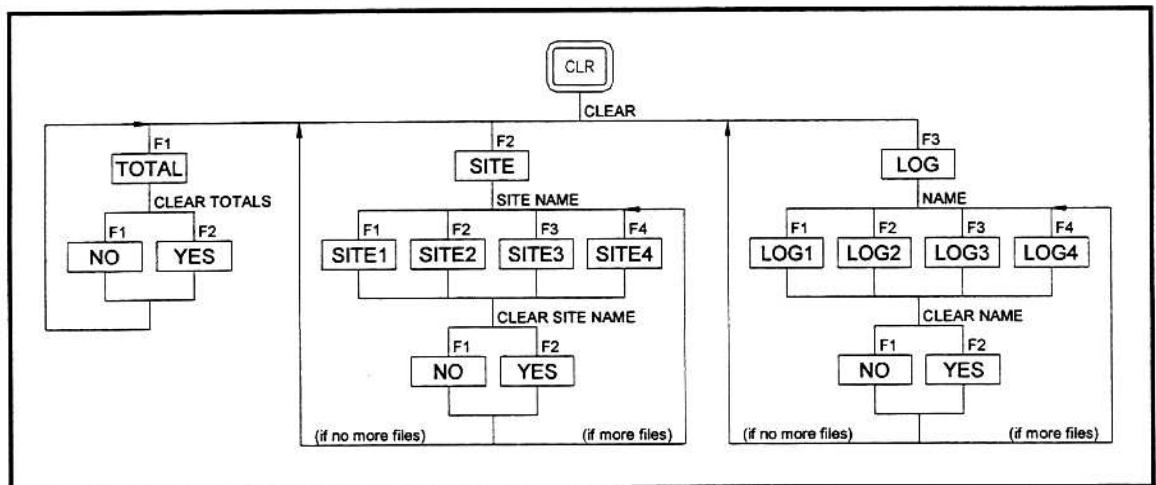 CLR
CLEAR
F1 F2 F3
TOTAL SITE LOG
CLEAR TOTALS SITE NAME NAME
F1 F2 F1 F2 F3 F4 F1 F2 F3 F4
NO YES SITE1 SITE2 SITE3 SITE4 LOG1 LOG2 LOG3 LOG4
CLEAR SITE NAME CLEAR NAME
F1 F2 F1 F2
NO YES NO YES
(if no more files) (if more files) (if no more files) (if more files)